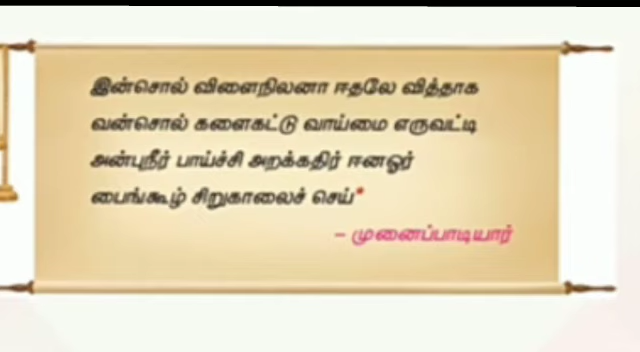 இன்சொல் விளைநிலனா ஈதலே வித்தாக
வன்சொல் களைகட்டு வாய்மை எருவட்டி
அன்புநீர் பாய்ச்சி அறக்கதிர் ஈனஓர்
பைங்கூழ் சிறுகாலைச் செய்*
– முனைப்பாடியார்